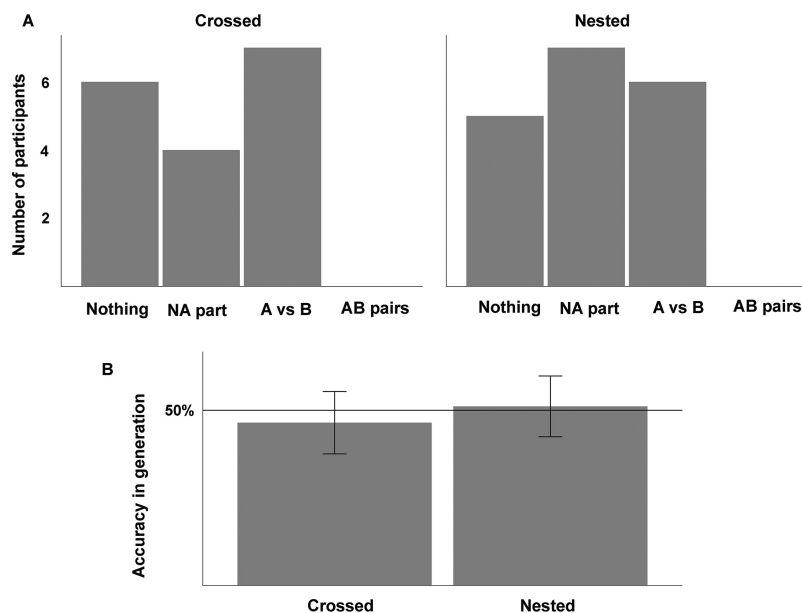 A
Crossed
Nested
Number of participants
6
4
2
Nothing NA part A vs B AB pairs
Nothing NA part A vs B AB pairs
B
50%
Accuracy in generation
Crossed Nested